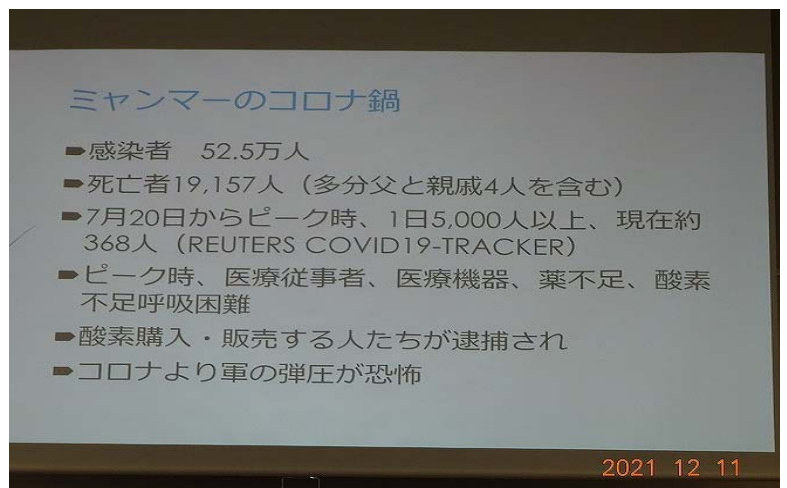 ミャンマーのコロナ鍋
感染者 52.5万人
死亡者19,157人（多分父と親戚4人を含む）
7月20日からピーク時、1日5,000人以上、現在約
368人（REUTERS COVID19-TRACKER）
ピーク時、医療従事者、医療機器、薬不足、酸素
不足呼吸困難
酸素購入・販売する人たちが逮捕され
コロナより軍の弾圧が恐怖
2021 12 11